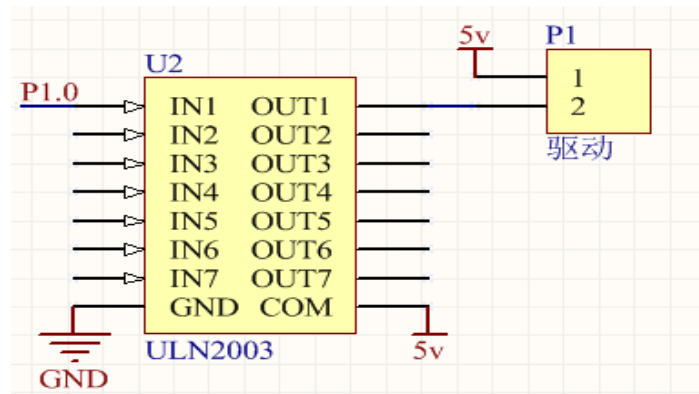 5v P1
U2
P1.0
IN1 OUT1 1
IN2 OUT2 2
IN3 OUT3 驱动
IN4 OUT4
IN5 OUT5
IN6 OUT6
IN7 OUT7
GND COM
ULN2003 5v
GND